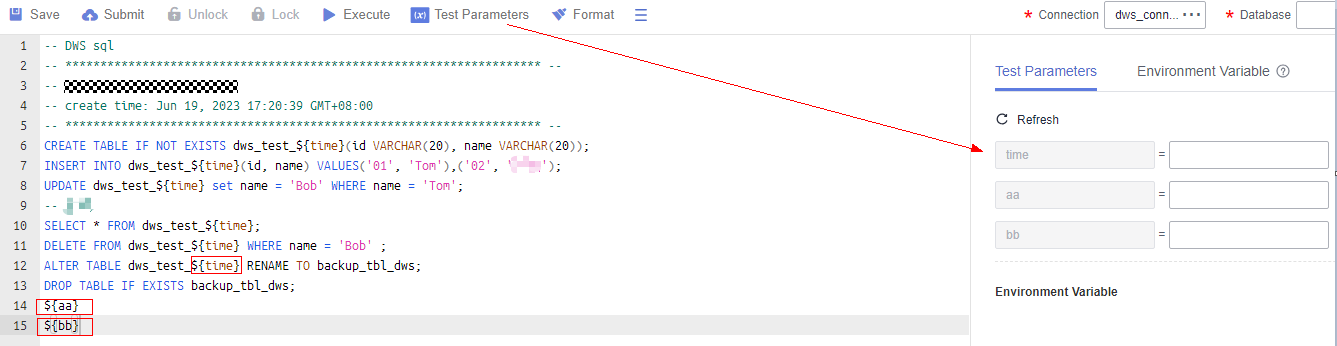 Save Submit Unlock Lock Execute (x) Test Parameters Format * Connection dws_conn... ··· * Database
1 -- DWS sql
2 -- ******************************************************************** --
3 --
4 -- create time: Jun 19, 2023 17:20:39 GMT+08:00
5 -- ******************************************************************** --
6 CREATE TABLE IF NOT EXISTS dws_test_${time}(id VARCHAR(20), name VARCHAR(20));
7 INSERT INTO dws_test_${time}(id, name) VALUES('01', 'Tom'),('02', '');
8 UPDATE dws_test_${time} set name = 'Bob' WHERE name = 'Tom';
9 --
10 SELECT * FROM dws_test_${time};
11 DELETE FROM dws_test_${time} WHERE name = 'Bob' ;
12 ALTER TABLE dws_test_${time} RENAME TO backup_tbl_dws;
13 DROP TABLE IF EXISTS backup_tbl_dws;
14 ${aa}
15 ${bb}
Test Parameters Environment Variable ?
Refresh
time =
aa =
bb =
Environment Variable